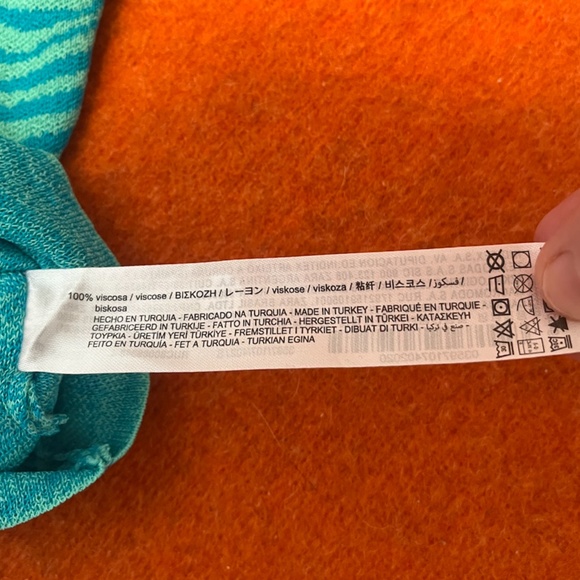 100% viscosa / viscose / ΒΙΣΚΟΖΗ / レーヨン / viskose / viskoza / 粘纤 / 비스코스 / فسكوز /
biskosa
HECHO EN TURQUIA - FABRICADO NA TURQUIA - MADE IN TURKEY - FABRIQUÉ EN TURQUIE -
GEFABRICEERD IN TURKIJE - FATTO IN TURCHIA - HERGESTELLT IN TÜRKEI - ΚΑΤΑΣΚΕΥΗ
ΤΟΥΡΚΙΑ - ÜRETİM YERİ TÜRKİYE - FREMSTILLET I TYRKIET - DIBUAT DI TURKI - صنع في تركيا -
FEITO EN TURQUÍA - FET A TURQUIA - TURKIAN EGINA